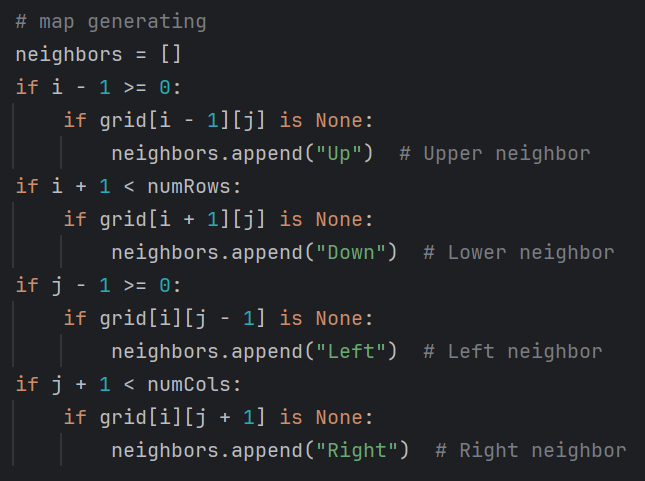 # map generating
neighbors = []
if i - 1 >= 0:
    if grid[i - 1][j] is None:
        neighbors.append("Up")  # Upper neighbor
if i + 1 < numRows:
    if grid[i + 1][j] is None:
        neighbors.append("Down")  # Lower neighbor
if j - 1 >= 0:
    if grid[i][j - 1] is None:
        neighbors.append("Left")  # Left neighbor
if j + 1 < numCols:
    if grid[i][j + 1] is None:
        neighbors.append("Right")  # Right neighbor